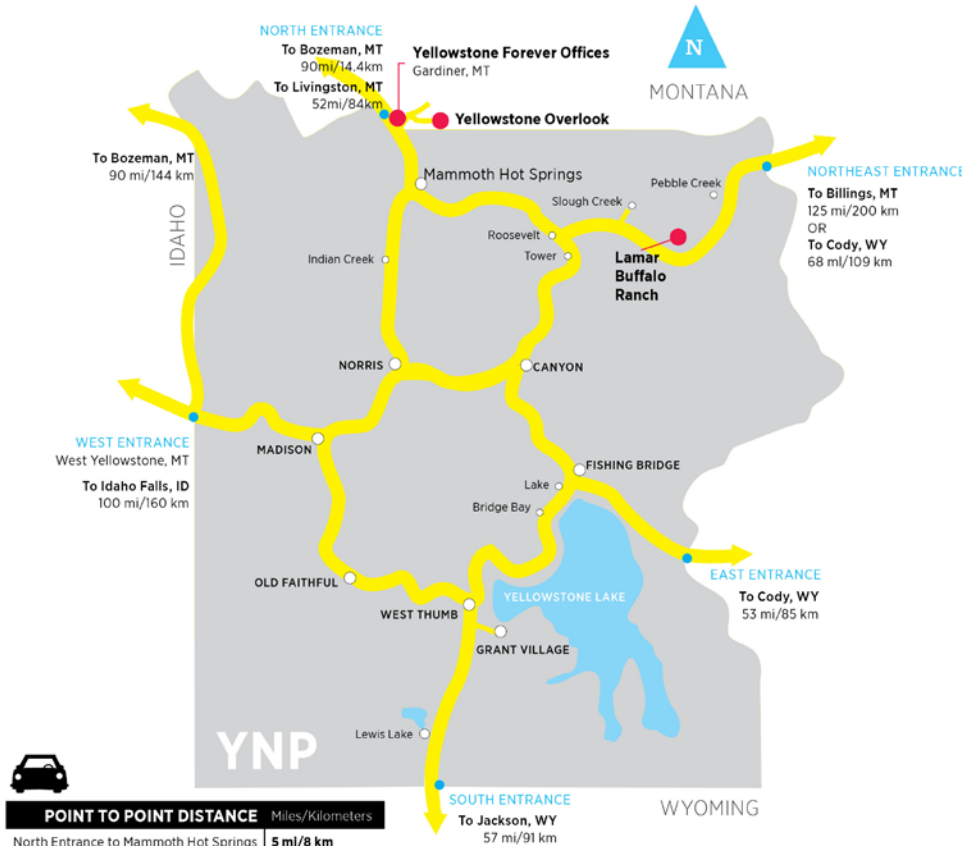 NORTH ENTRANCE
To Bozeman, MT
90mi/14.4km
To Livingston, MT
52mi/84km
Yellowstone Forever Offices
Gardiner, MT
Yellowstone Overlook
N
MONTANA
To Bozeman, MT
90 mi/144 km
IDAHO
Mammoth Hot Springs
Pebble Creek
Slough Creek
Roosevelt
Tower
Indian Creek
Lamar
Buffalo
Ranch
NORTHEAST ENTRANCE
To Billings, MT
125 mi/200 km
OR
To Cody, WY
68 ml/109 km
NORRIS
CANYON
WEST ENTRANCE
West Yellowstone, MT
To Idaho Falls, ID
100 mi/160 km
MADISON
FISHING BRIDGE
Lake
Bridge Bay
EAST ENTRANCE
To Cody, WY
53 mi/85 km
OLD FAITHFUL
YELLOWSTONE LAKE
WEST THUMB
GRANT VILLAGE
Lewis Lake
YNP
SOUTH ENTRANCE
To Jackson, WY
57 mi/91 km
WYOMING
POINT TO POINT DISTANCE Miles/Kilometers
North Entrance to Mammoth Hot Springs 5 mi/8 km